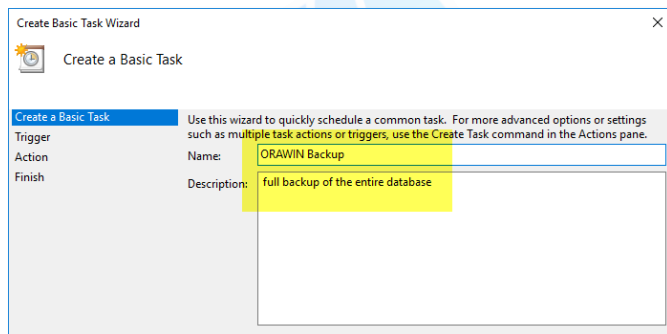 Create Basic Task Wizard
Create a Basic Task
Create a Basic Task
Use this wizard to quickly schedule a common task. For more advanced options or settings
such as multiple task actions or triggers, use the Create Task command in the Actions pane.
Trigger
Action
Finish
Name: ORAWIN Backup
Description: full backup of the entire database